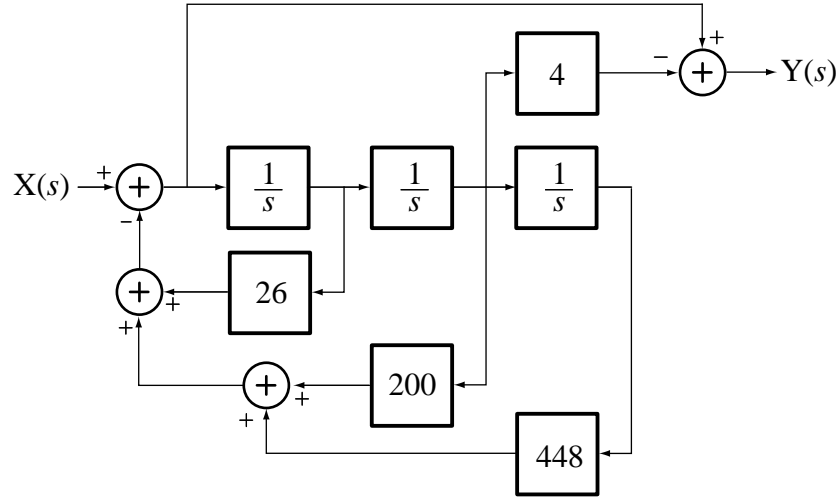 +
− 4 + Y(s)
X(s) + + 1/s 1/s 1/s
−
+ 26 +
+
+ 200 +
+
448